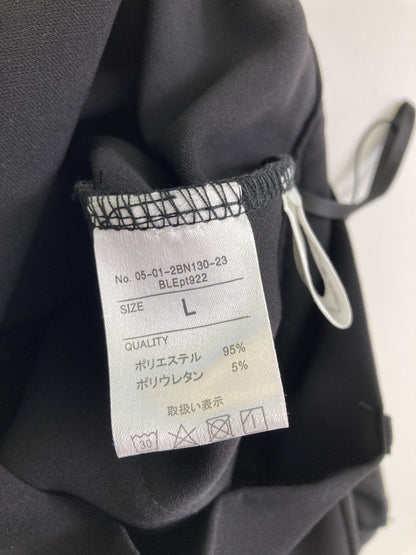 No. 05-01-2BN130-23
BLEpt922
SIZE L
QUALITY
ポリエステル 95%
ポリウレタン 5%
取扱い表示
30